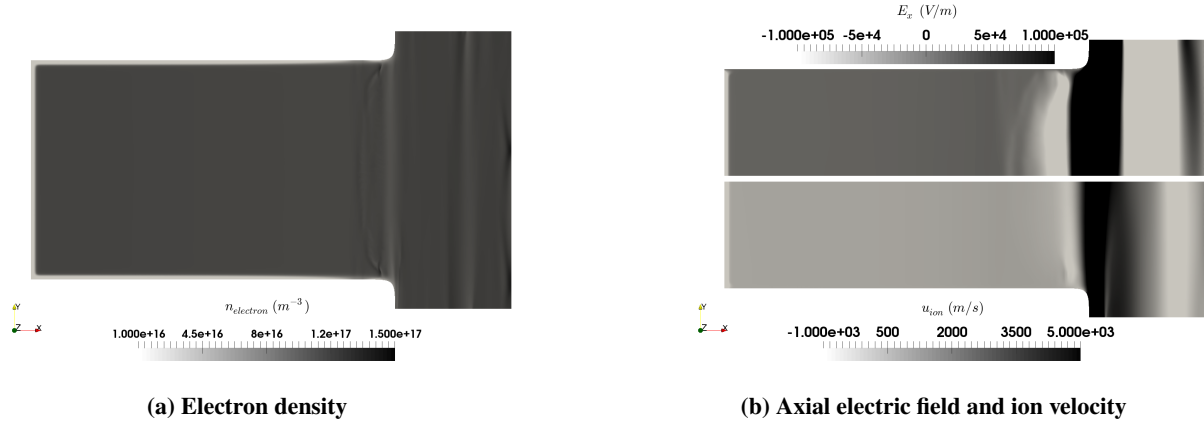 E_x (V/m)
-1.000e+05 -5e+4 0 5e+4 1.000e+05
Y
Z X
n_electron (m^-3)
1.000e+16 4.5e+16 8e+16 1.2e+17 1.500e+17
Y
Z X
u_ion (m/s)
-1.000e+03 500 2000 3500 5.000e+03
(a) Electron density
(b) Axial electric field and ion velocity